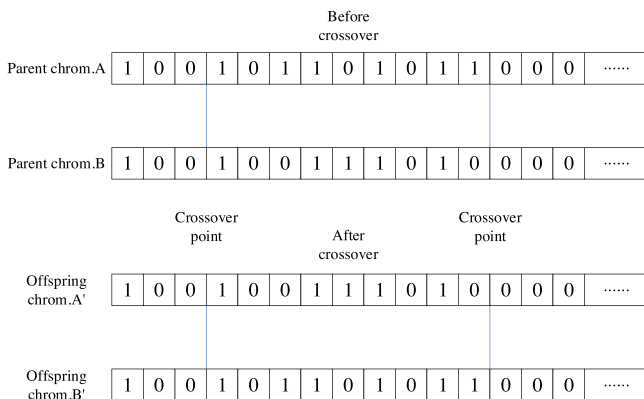 Before
crossover
Parent chrom.A 1 0 0 1 0 1 1 0 1 0 1 1 0 0 0 ......
Parent chrom.B 1 0 0 1 0 0 1 1 1 0 1 0 0 0 0 ......
Crossover
point
After
crossover
Crossover
point
Offspring
chrom.A' 1 0 0 1 0 0 1 1 1 0 1 0 0 0 0 ......
Offspring
chrom.B' 1 0 0 1 0 1 1 0 1 0 1 1 0 0 0 ......